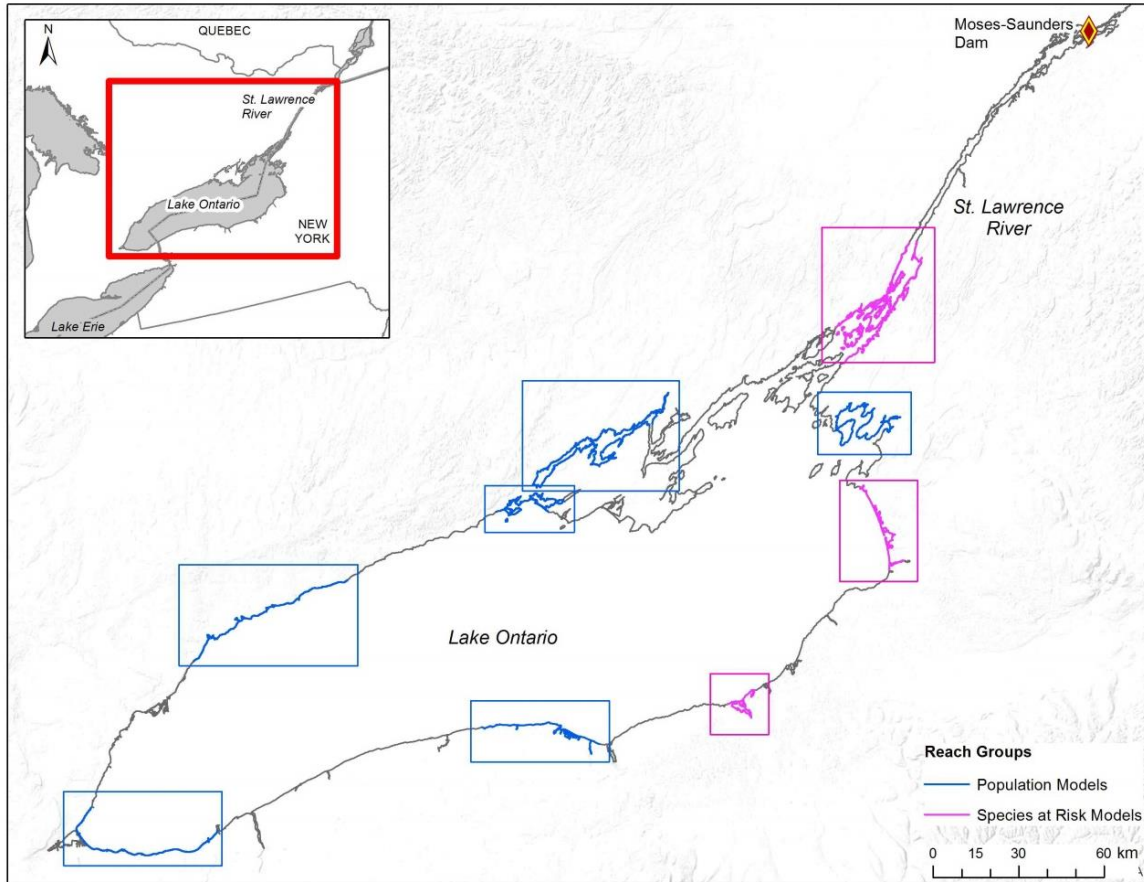 N
QUEBEC
St. Lawrence
River
Lake Ontario
NEW
YORK
Lake Erie
Moses-Saunders
Dam
St. Lawrence
River
Lake Ontario
Reach Groups
Population Models
Species at Risk Models
0 15 30 60 km